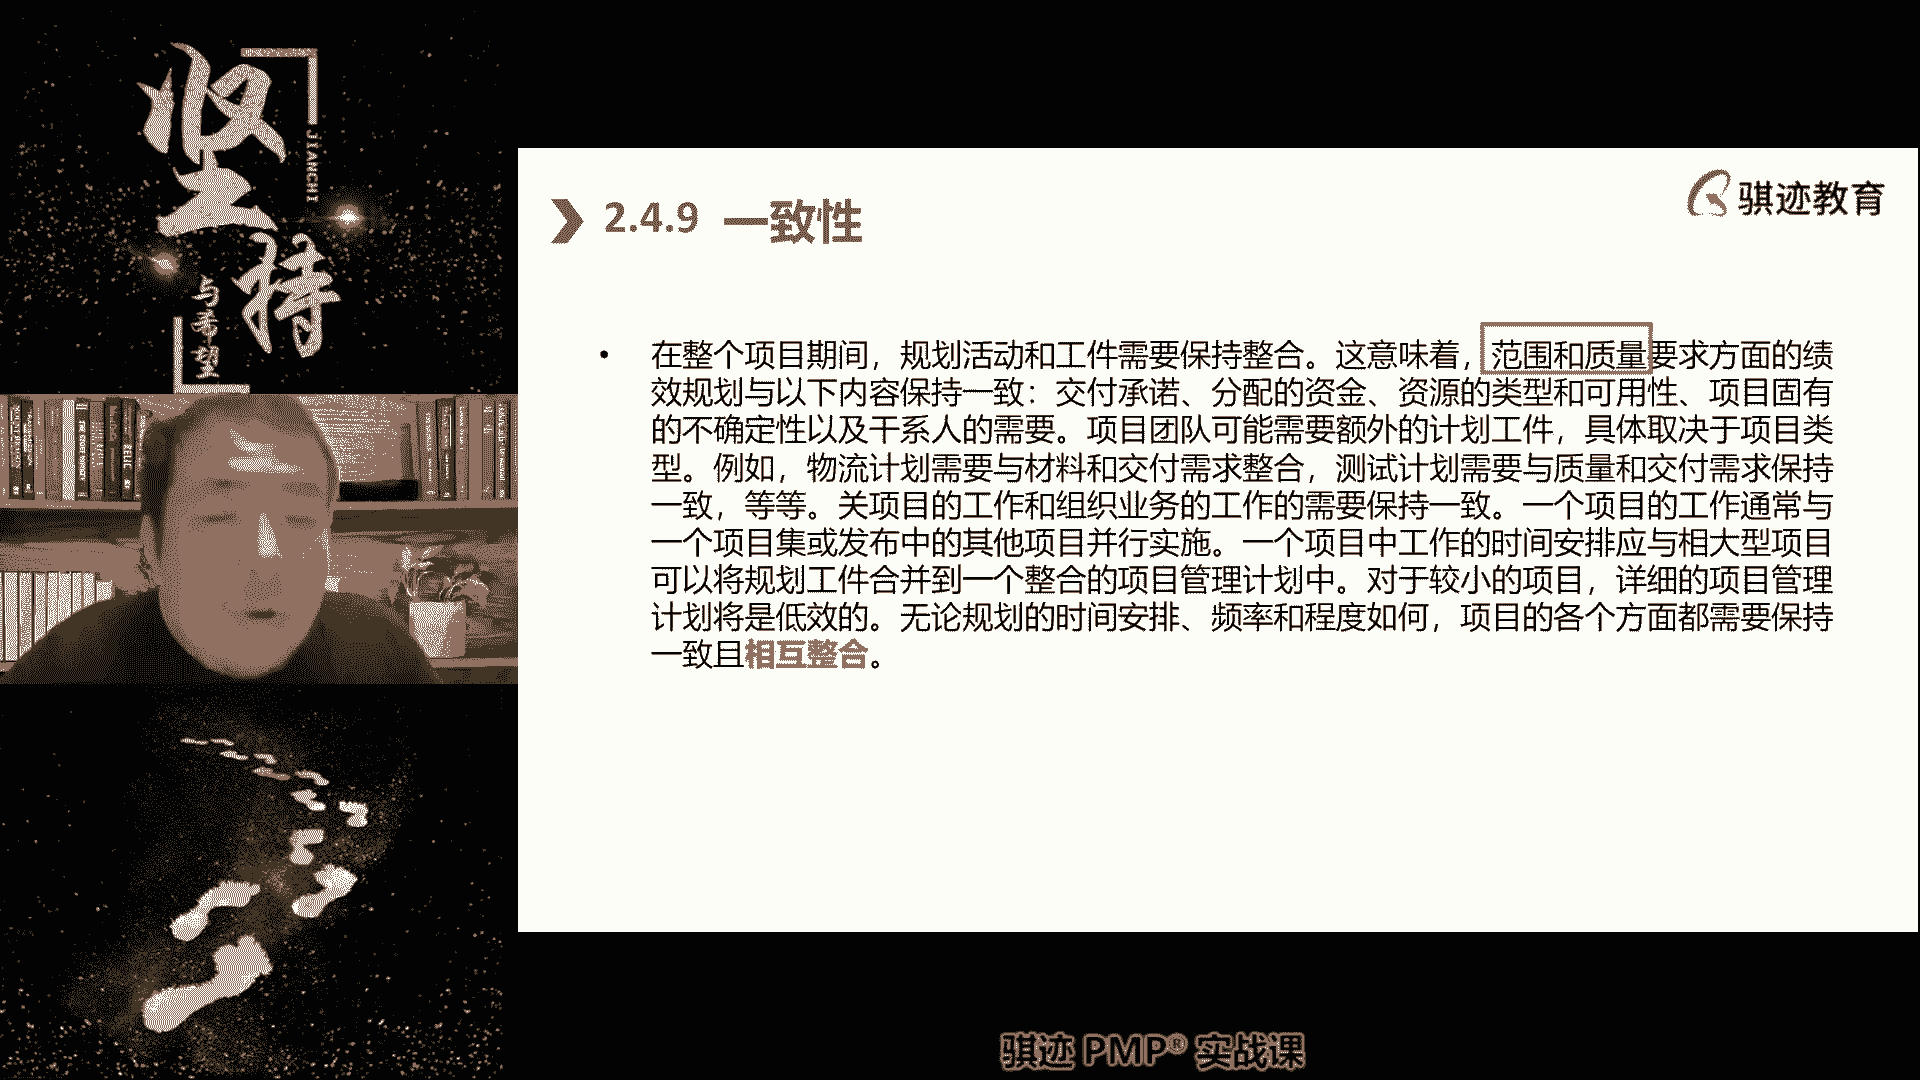 坚持
JIANCHI
与希望
2.4.9 一致性
骐迹教育
• 在整个项目期间，规划活动和工件需要保持整合。这意味着，范围和质量要求方面的绩
效规划与以下内容保持一致：交付承诺、分配的资金、资源的类型和可用性、项目固有
的不确定性以及干系人的需要。项目团队可能需要额外的计划工件，具体取决于项目类
型。例如，物流计划需要与材料和交付需求整合，测试计划需要与质量和交付需求保持
一致，等等。关项目的工作和组织业务的工作的需要保持一致。一个项目的工作通常与
一个项目集或发布中的其他项目并行实施。一个项目中工作的时间安排应与相大型项目
可以将规划工件合并到一个整合的项目管理计划中。对于较小的项目，详细的项目管理
计划将是低效的。无论规划的时间安排、频率和程度如何，项目的各个方面都需要保持
一致且相互整合。
骐迹 PMP® 实战课